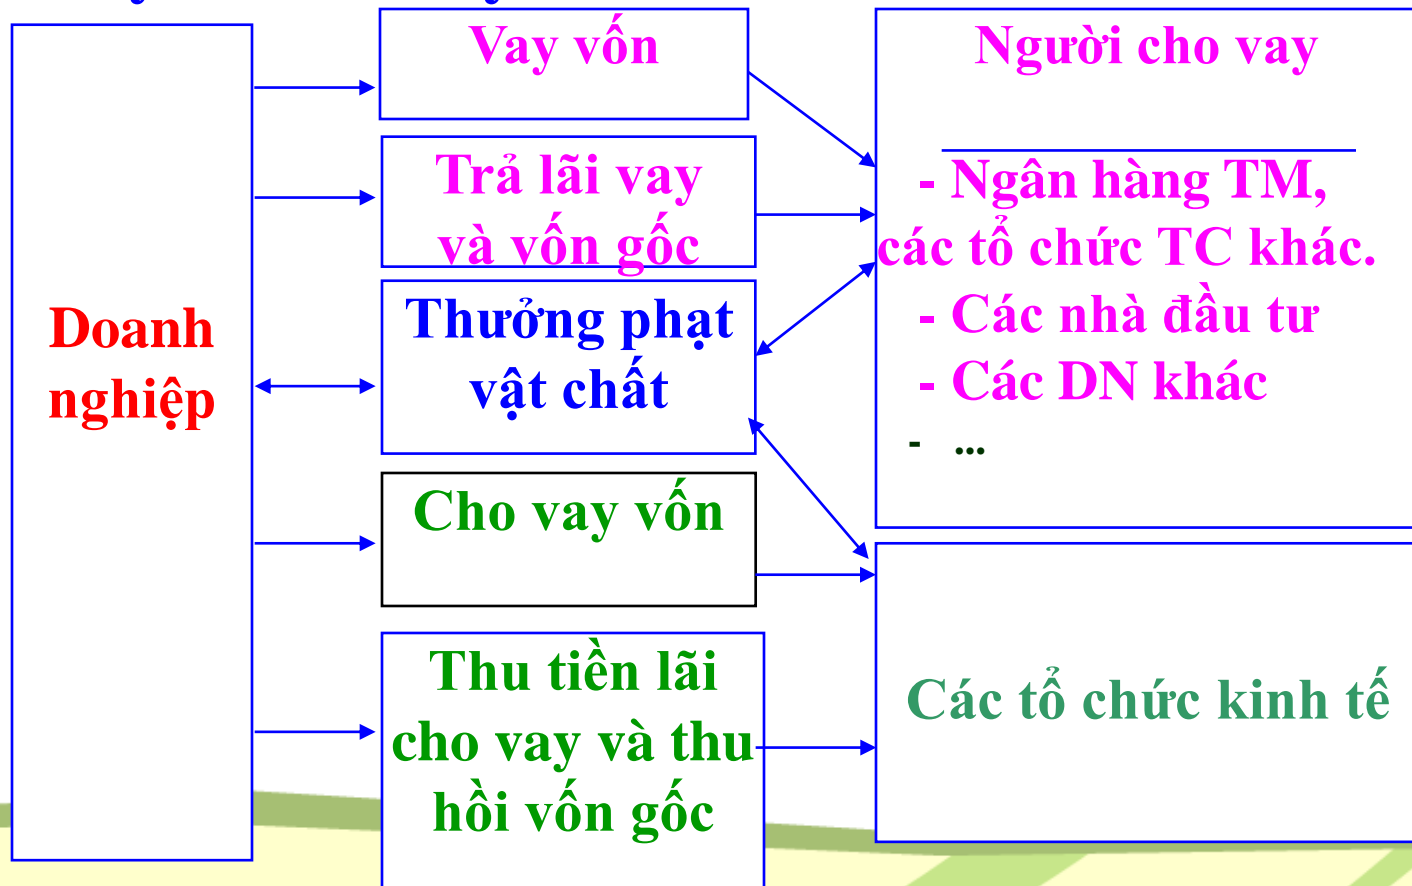 Doanh
nghiệp
Vay vốn
Trả lãi vay
và vốn gốc
Thưởng phạt
vật chất
Cho vay vốn
Thu tiền lãi
cho vay và thu
hồi vốn gốc
Người cho vay
- Ngân hàng TM,
các tổ chức TC khác.
- Các nhà đầu tư
- Các DN khác
- ...
Các tổ chức kinh tế